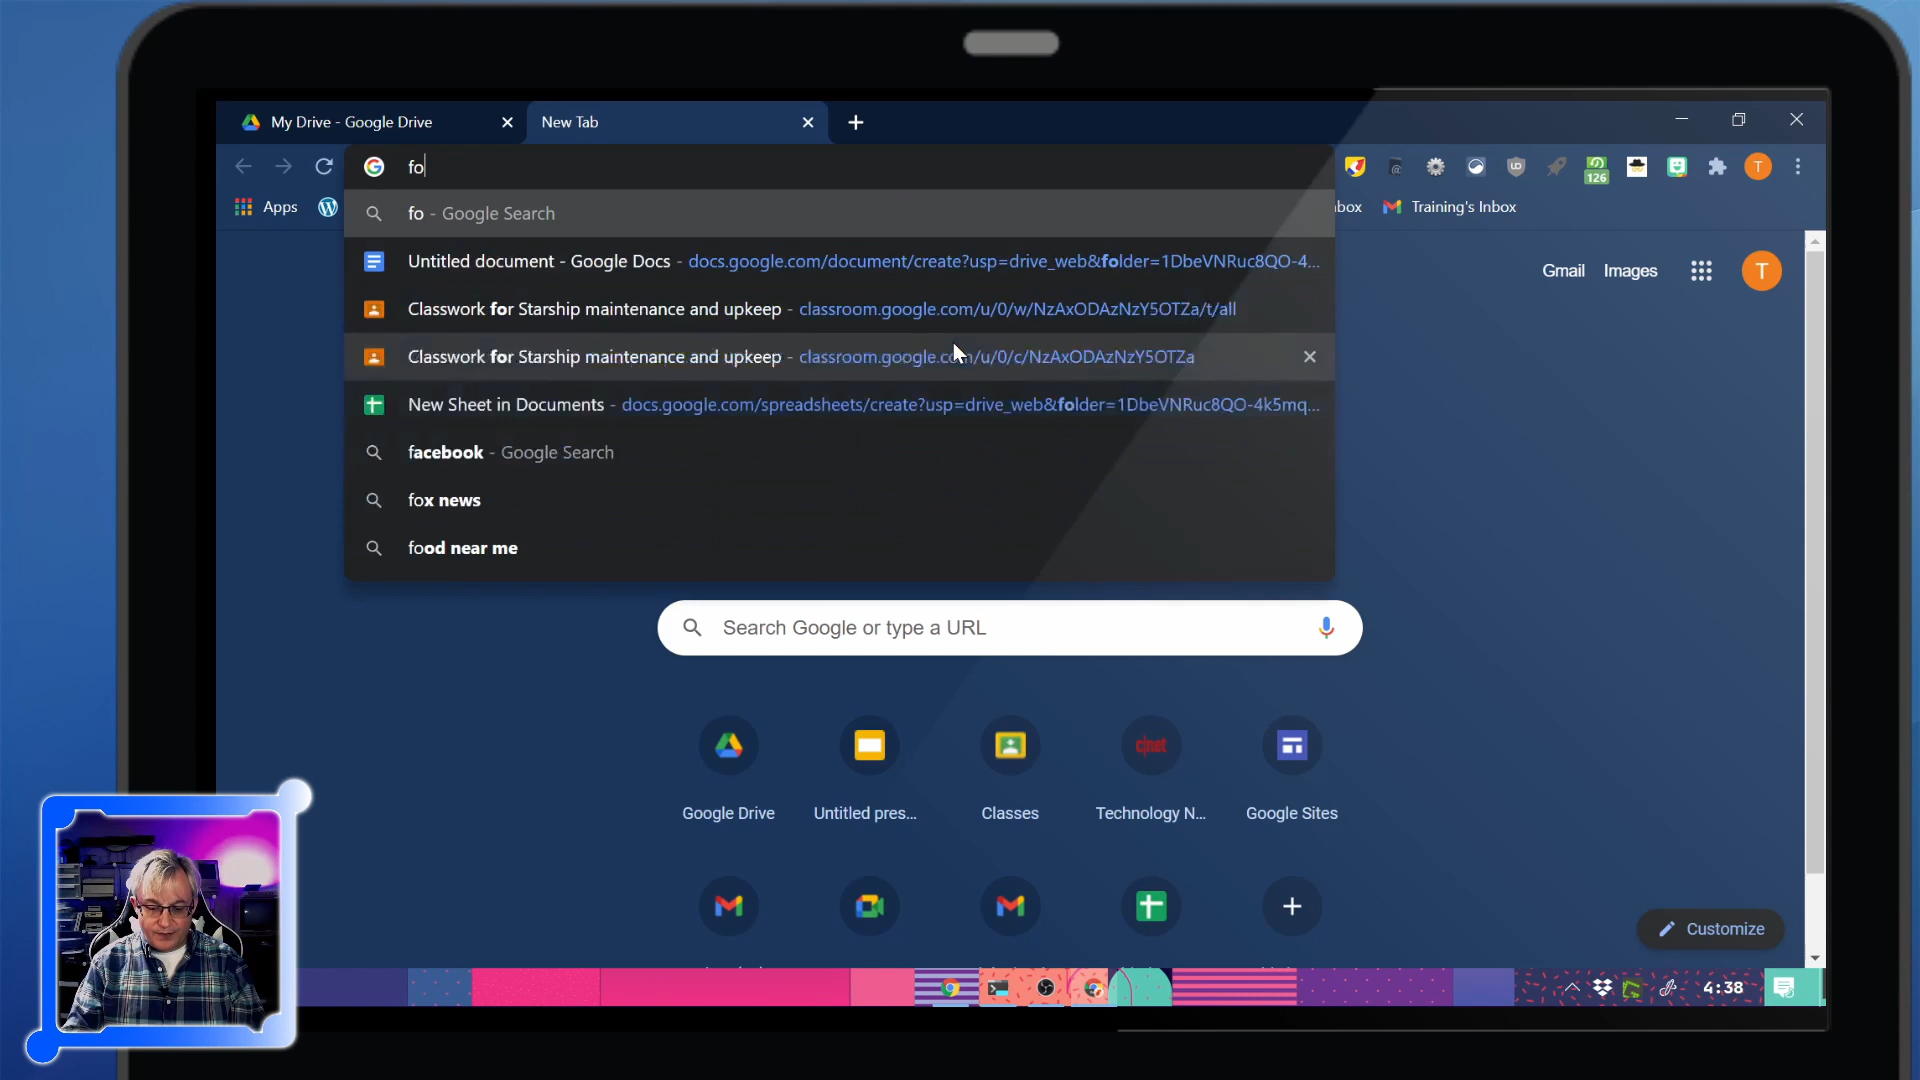 My Drive - Google Drive
New Tab
fo
126
Apps
box
Training's Inbox
fo - Google Search
Untitled document - Google Docs - docs.google.com/document/create?usp=drive_web&folder=1DbeVNRuc8QO-4...
Classwork for Starship maintenance and upkeep - classroom.google.com/u/0/w/NzAxODAzNzY5OTZa/t/all
Classwork for Starship maintenance and upkeep - classroom.google.com/u/0/c/NzAxODAzNzY5OTZa
New Sheet in Documents - docs.google.com/spreadsheets/create?usp=drive_web&folder=1DbeVNRuc8QO-4k5mq...
facebook - Google Search
fox news
food near me
T
Gmail
Images
T
Search Google or type a URL
c|net
Google Drive
Untitled pres...
Classes
Technology N...
Google Sites
Customize
4:38